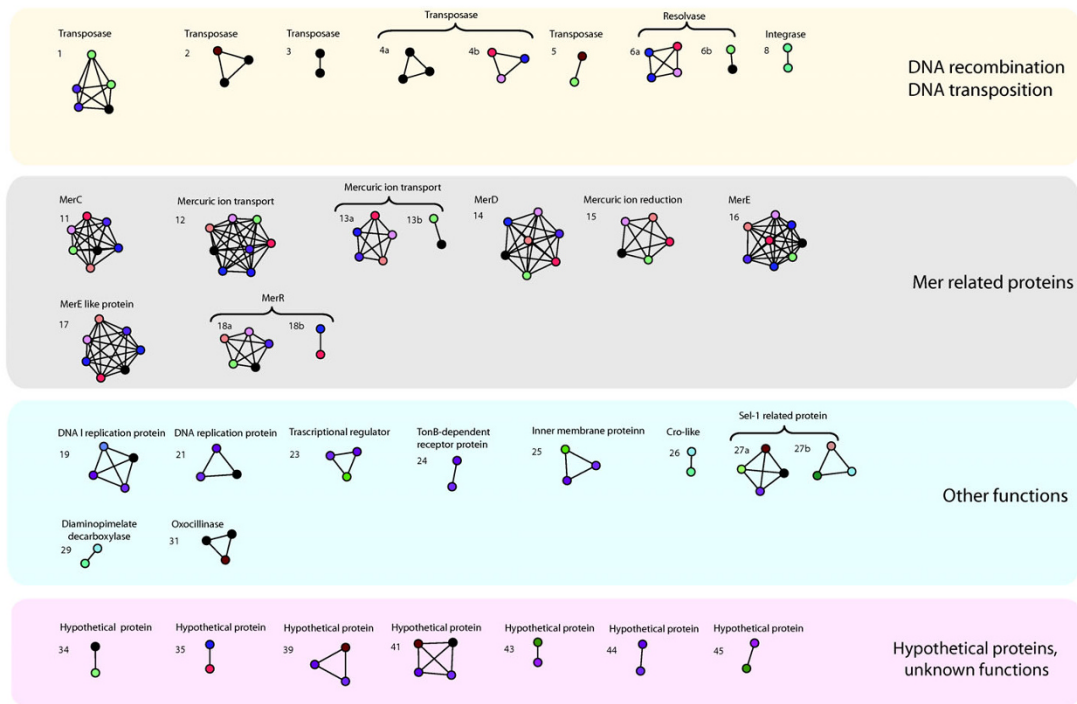 Transposase
1
Transposase
2
Transposase
3
Transposase
4a
4b
Transposase
5
Resolvase
6a
6b
Integrase
8
DNA recombination
DNA transposition
MerC
11
Mercuric ion transport
12
Mercuric ion transport
13a
13b
MerD
14
Mercuric ion reduction
15
MerE
16
Mer related proteins
MerE like protein
17
MerR
18a
18b
DNA I replication protein
19
DNA replication protein
21
Trascriptional regulator
23
TonB-dependent
receptor protein
24
Inner membrane proteinn
25
Cro-like
26
Sel-1 related protein
27a
27b
Other functions
Diaminopimelate
decarboxylase
29
Oxocillinase
31
Hypothetical protein
34
Hypothetical protein
35
Hypothetical protein
39
Hypothetical protein
41
Hypothetical protein
43
Hypothetical protein
44
Hypothetical protein
45
Hypothetical proteins,
unknown functions